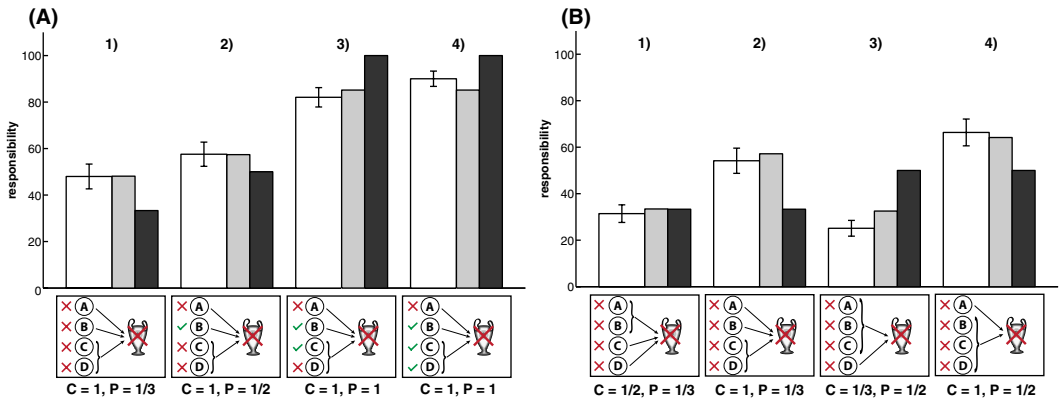 (A)
1)
2)
3)
4)
responsibility
100
80
60
40
20
0
A
B
C
D
A
B
C
D
A
B
C
D
A
B
C
D
C = 1, P = 1/3
C = 1, P = 1/2
C = 1, P = 1
C = 1, P = 1
(B)
1)
2)
3)
4)
responsibility
100
80
60
40
20
0
A
B
C
D
A
B
C
D
A
B
C
D
A
B
C
D
C = 1/2, P = 1/3
C = 1, P = 1/3
C = 1/3, P = 1/2
C = 1, P = 1/2